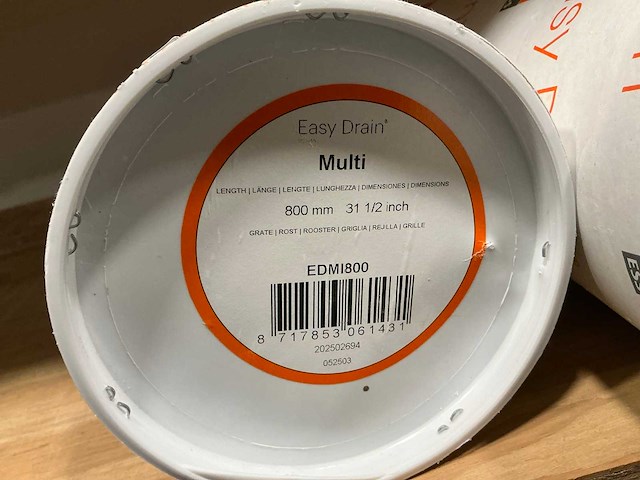 Easy Drain®
Multi
LENGTH | LÄNGE | LENGTE | LUNGHEZZA | DIMENSIONES | DIMENSIONS
800 mm 31 1/2 inch
GRATE | ROST | ROOSTER | GRIGLIA | REJILLA | GRILLE
EDMI800
8 717853 061431
202502694
052503